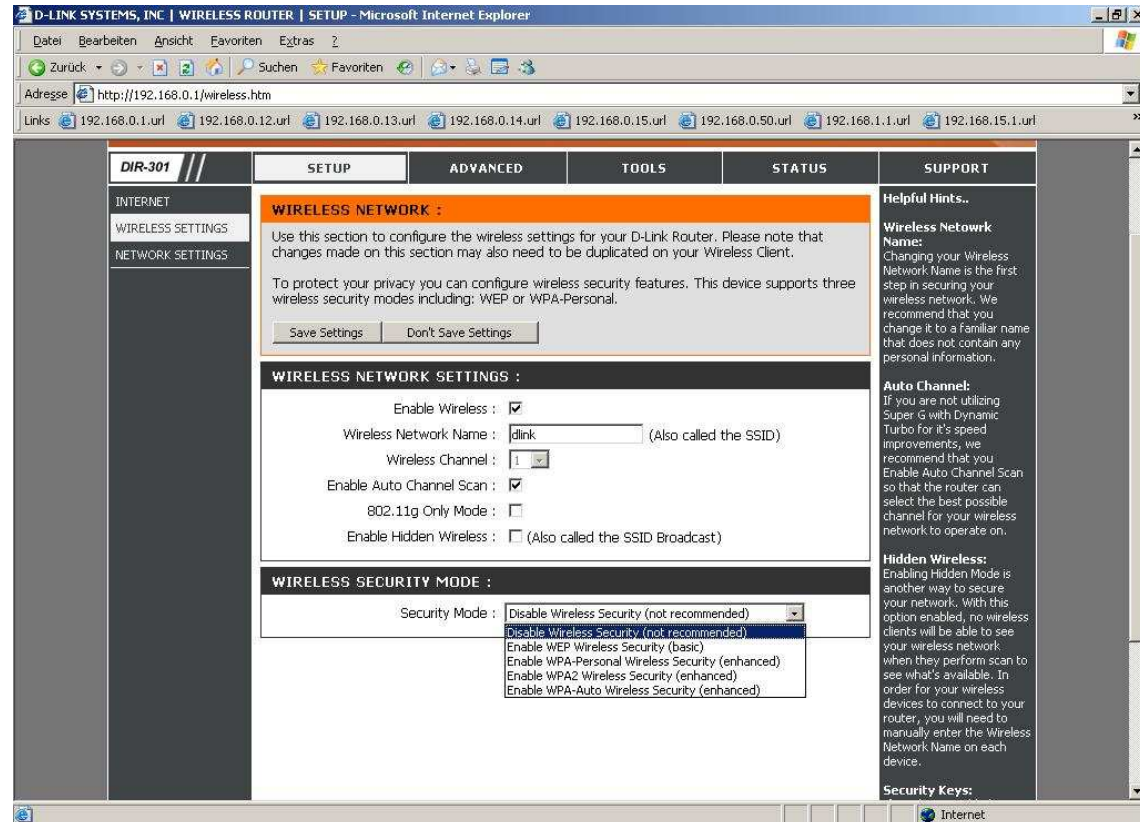 D-LINK SYSTEMS, INC | WIRELESS ROUTER | SETUP - Microsoft Internet Explorer
Datei Bearbeiten Ansicht Favoriten Extras ?
Zurück Suchen Favoriten
Adresse http://192.168.0.1/wireless.htm
Links 192.168.0.1.url 192.168.0.12.url 192.168.0.13.url 192.168.0.14.url 192.168.0.15.url 192.168.0.50.url 192.168.1.1.url 192.168.15.1.url »
DIR-301 SETUP ADVANCED TOOLS STATUS SUPPORT
INTERNET
WIRELESS SETTINGS
NETWORK SETTINGS
WIRELESS NETWORK :
Use this section to configure the wireless settings for your D-Link Router. Please note that
changes made on this section may also need to be duplicated on your Wireless Client.
To protect your privacy you can configure wireless security features. This device supports three
wireless security modes including: WEP or WPA-Personal.
Save Settings Don't Save Settings
WIRELESS NETWORK SETTINGS :
Enable Wireless :
Wireless Network Name : dlink (Also called the SSID)
Wireless Channel : 1
Enable Auto Channel Scan :
802.11g Only Mode :
Enable Hidden Wireless : (Also called the SSID Broadcast)
WIRELESS SECURITY MODE :
Security Mode : Disable Wireless Security (not recommended)
Disable Wireless Security (not recommended)
Enable WEP Wireless Security (basic)
Enable WPA-Personal Wireless Security (enhanced)
Enable WPA2 Wireless Security (enhanced)
Enable WPA-Auto Wireless Security (enhanced)
Helpful Hints..
Wireless Netowrk
Name:
Changing your Wireless
Network Name is the first
step in securing your
wireless network. We
recommend that you
change it to a familiar name
that does not contain any
personal information.
Auto Channel:
If you are not utilizing
Super G with Dynamic
Turbo for it's speed
improvements, we
recommend that you
Enable Auto Channel Scan
so that the router can
select the best possible
channel for your wireless
network to operate on.
Hidden Wireless:
Enabling Hidden Mode is
another way to secure
your network. With this
option enabled, no wireless
clients will be able to see
your wireless network
when they perform scan to
see what's available. In
order for your wireless
devices to connect to your
router, you will need to
manually enter the Wireless
Network Name on each
device.
Security Keys:
Internet